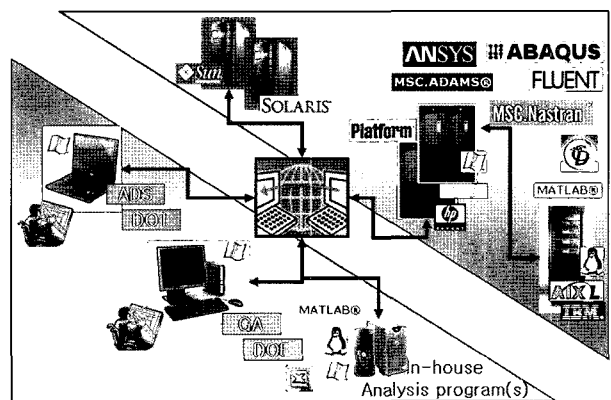 Sun
SOLARIS
ANSYS ABAQUS
MSC.ADAMS® FLUENT
Platform MSC.Nastran
hp
MATLAB®
AIX L
IBM
ADS
DOT
GA
MATLAB®
In-house
Analysis program(s)